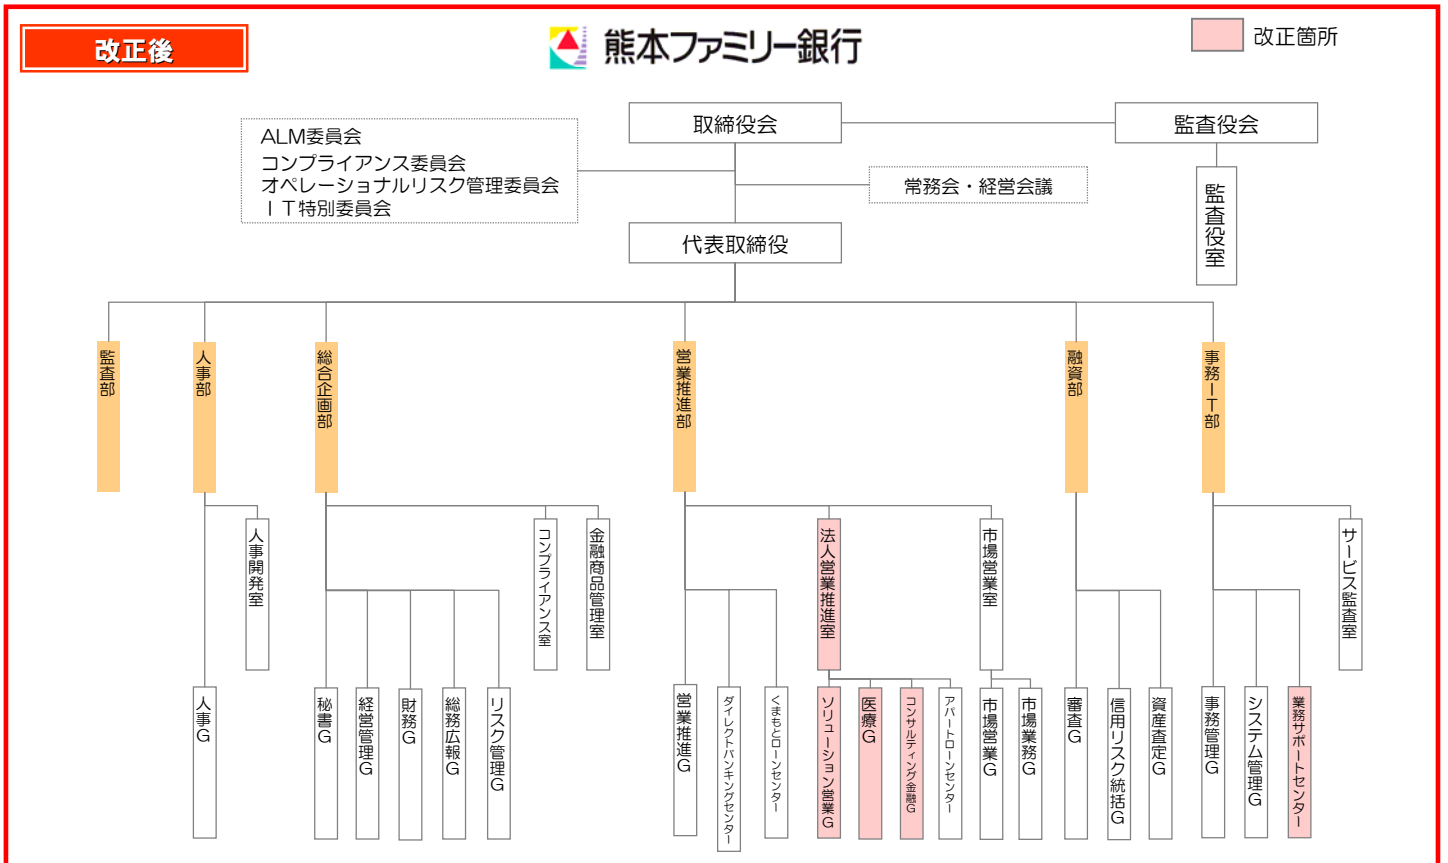 改正後
熊本ファミリー銀行
改正箇所
取締役会
監査役会
ALM委員会
コンプライアンス委員会
オペレーショナルリスク管理委員会
IT特別委員会
常務会・経営会議
監査役室
代表取締役
監査部
人事部
総合企画部
営業推進部
融資部
事務IT部
人事開発室
コンプライアンス室
金融商品管理室
法人営業推進室
市場営業室
サービス監査室
人事G
秘書G
経営管理G
財務G
総務広報G
リスク管理G
営業推進G
ダイレクトバンキングセンター
くまもとローンセンター
ソリューション営業G
医療G
コンサルティング金融G
アパートローンセンター
市場営業G
市場業務G
審査G
信用リスク統括G
資産査定G
事務管理G
システム管理G
業務サポートセンター